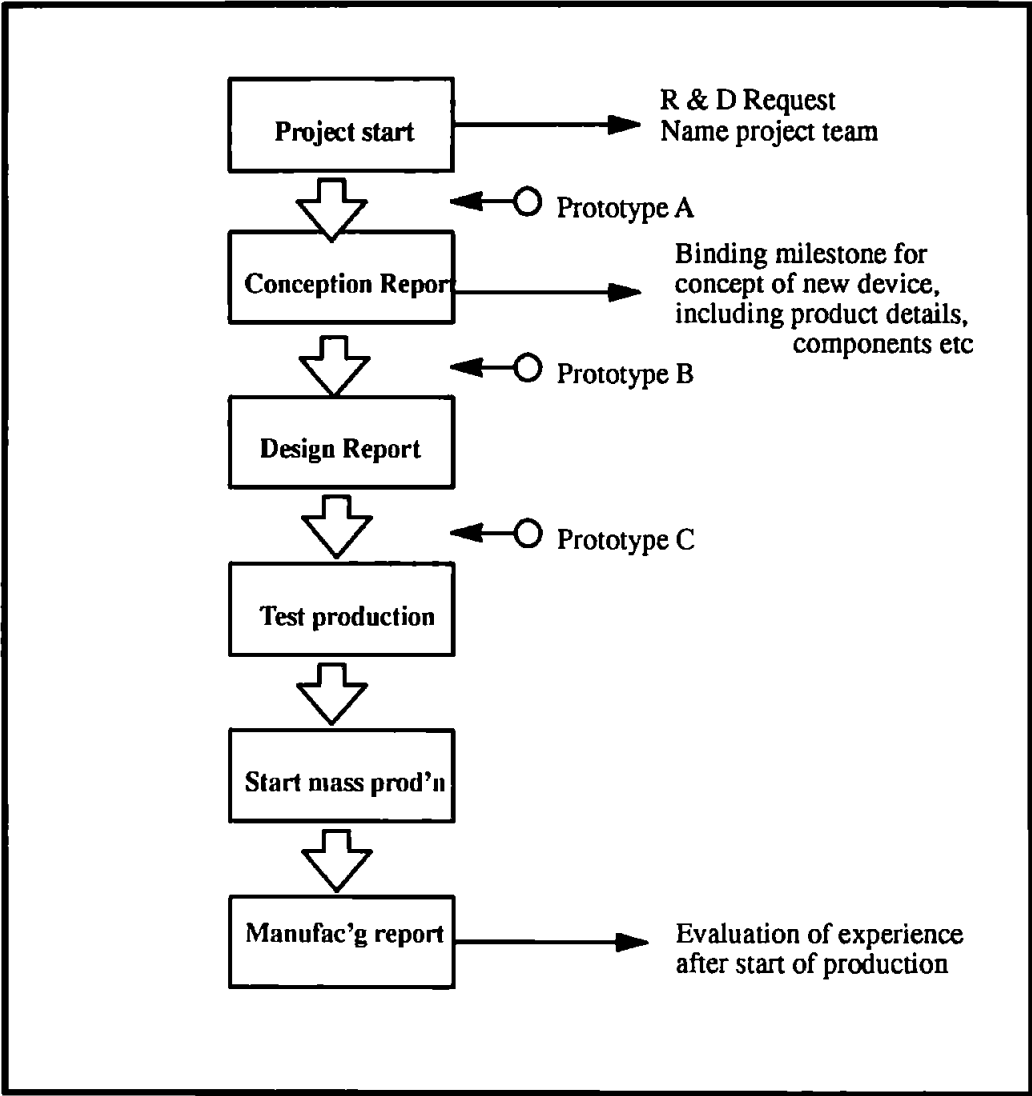 Project start
R & D Request
Name project team
Prototype A
Conception Report
Binding milestone for
concept of new device,
including product details,
components etc
Prototype B
Design Report
Prototype C
Test production
Start mass prod'n
Manufac'g report
Evaluation of experience
after start of production